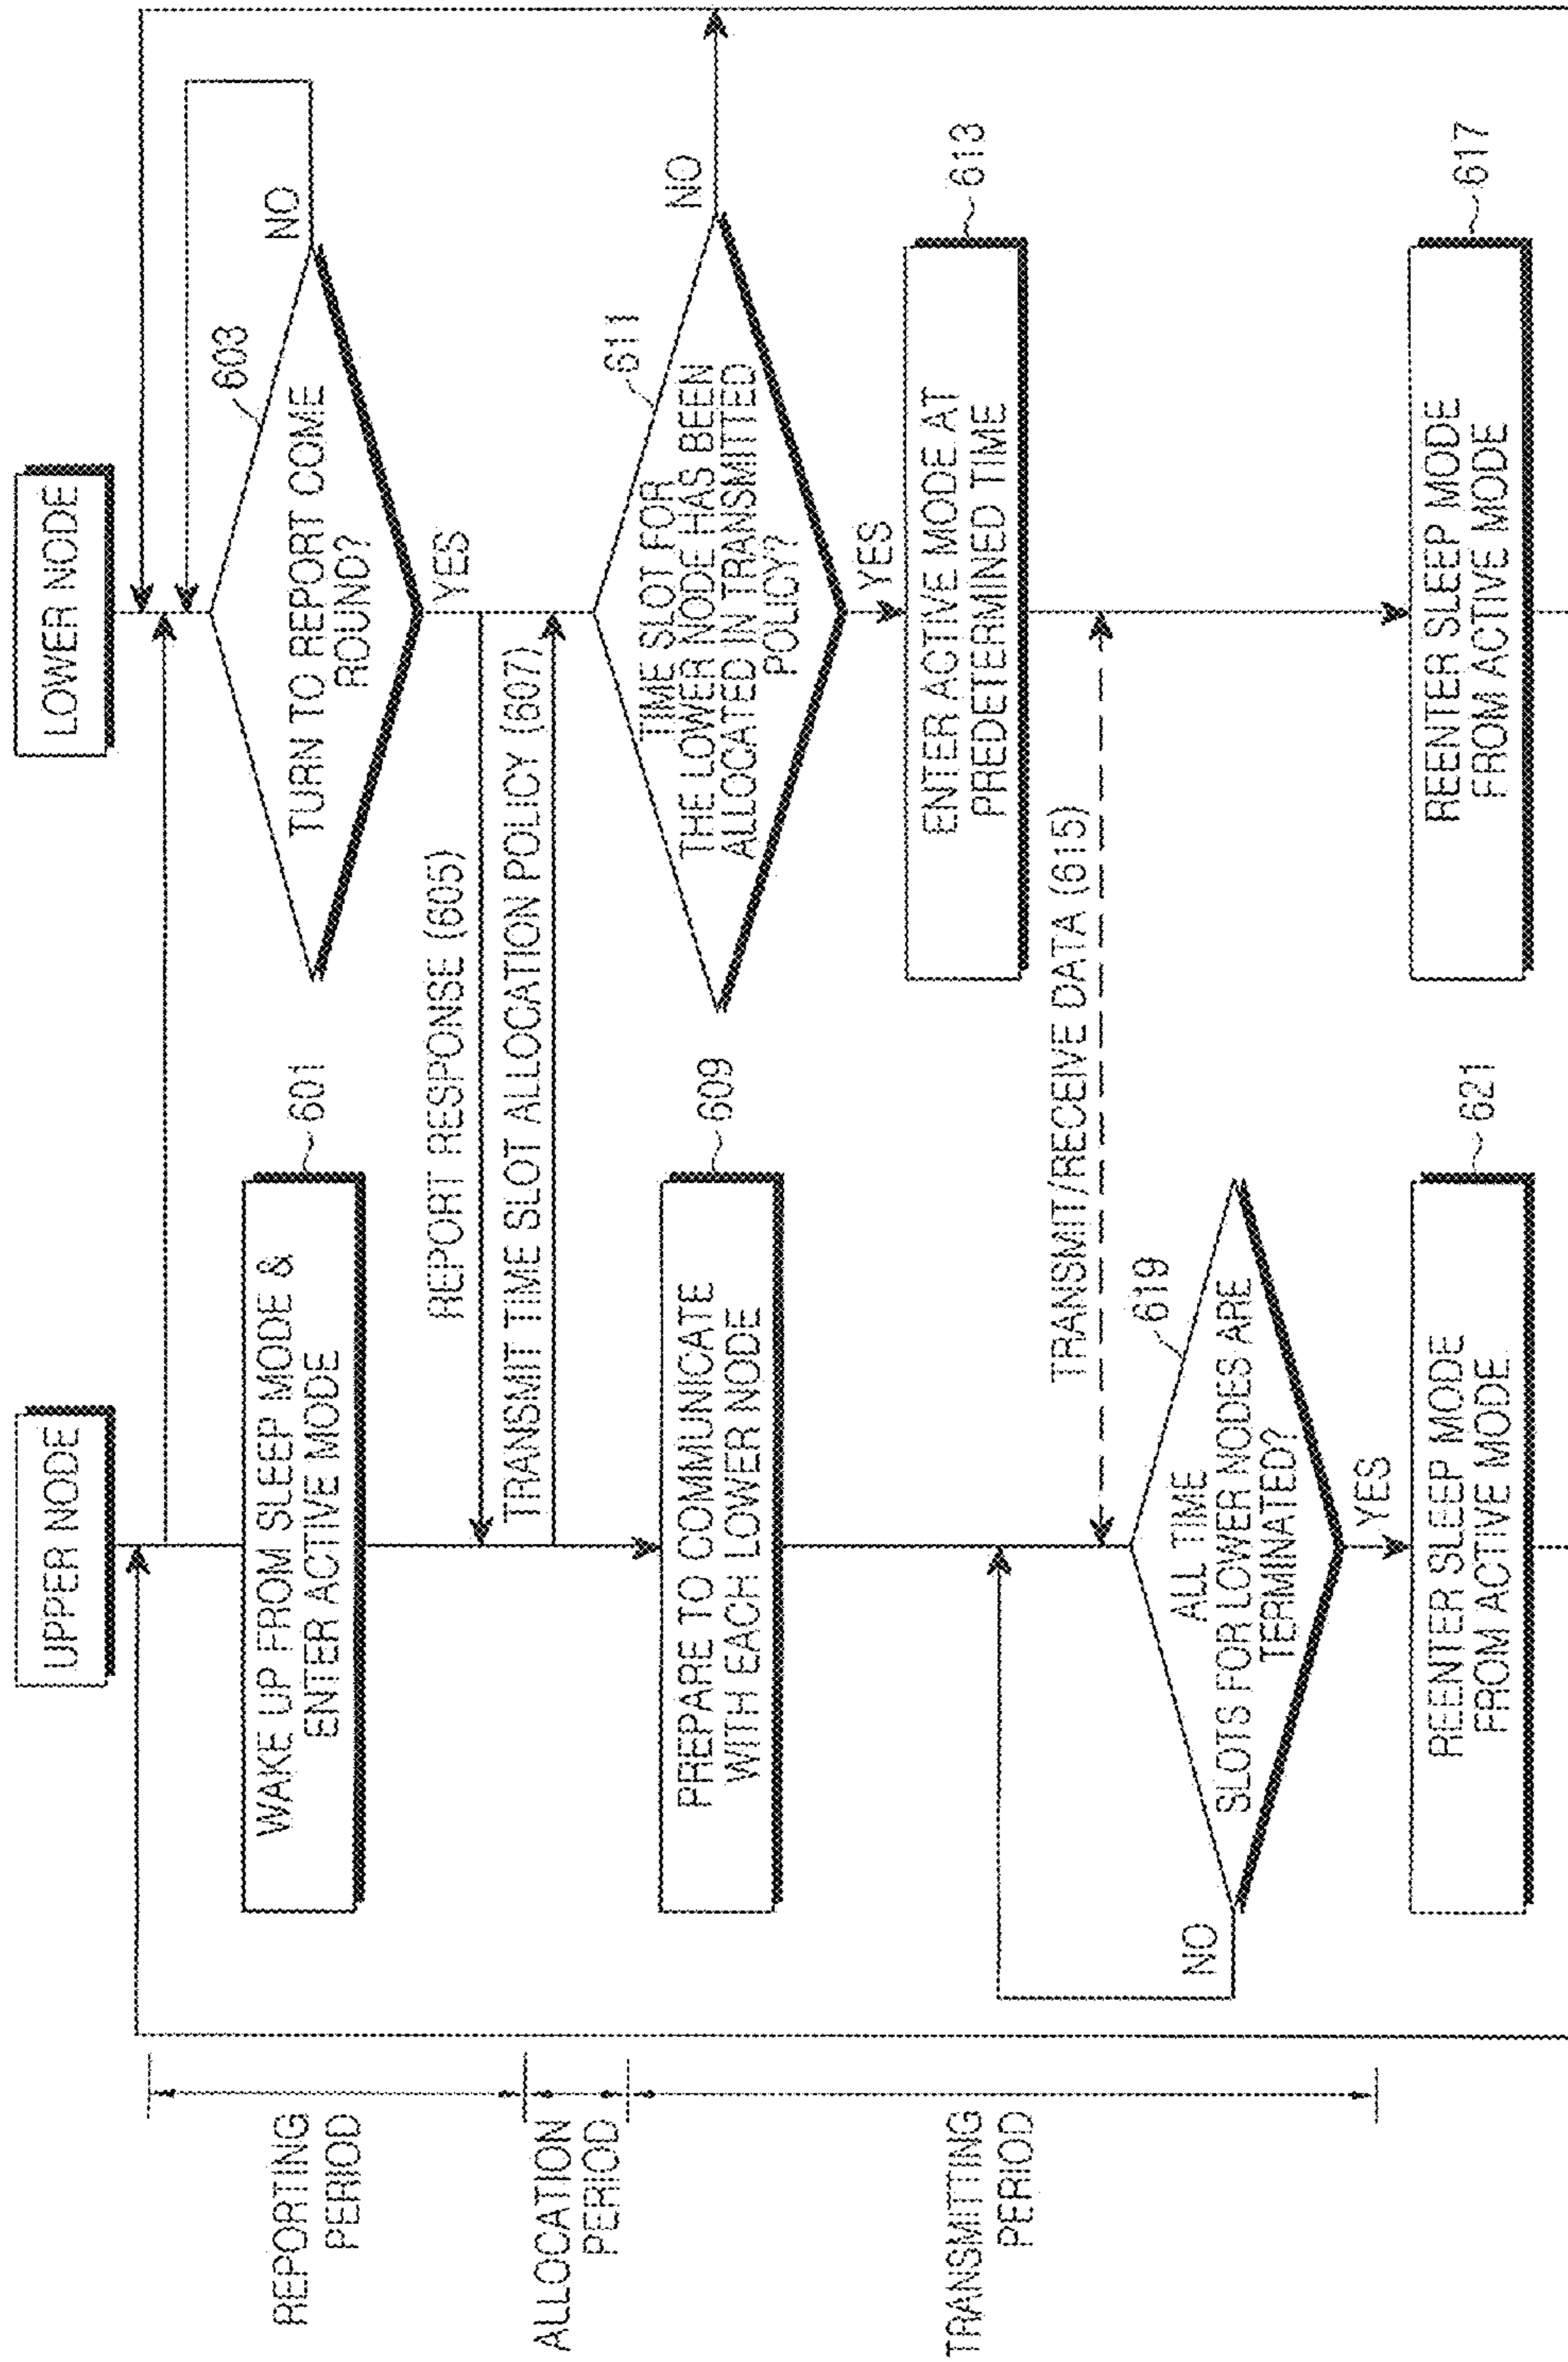 UPPER NODE
LOWER NODE
REPORTING
PERIOD
WAKE UP FROM SLEEP MODE &
ENTER ACTIVE MODE
601
603
TURN TO REPORT COME
ROUND?
NO
YES
REPORT RESPONSE (605)
ALLOCATION
PERIOD
TRANSMIT TIME SLOT ALLOCATION POLICY (607)
PREPARE TO COMMUNICATE
WITH EACH LOWER NODE
609
611
TIME SLOT FOR
THE LOWER NODE HAS BEEN
ALLOCATED IN TRANSMITTED
POLICY?
NO
YES
TRANSMITTING
PERIOD
ENTER ACTIVE MODE AT
PREDETERMINED TIME
613
TRANSMIT/RECEIVE DATA (615)
619
ALL TIME
SLOTS FOR LOWER NODES ARE
TERMINATED?
NO
YES
REENTER SLEEP MODE
FROM ACTIVE MODE
621
REENTER SLEEP MODE
FROM ACTIVE MODE
617